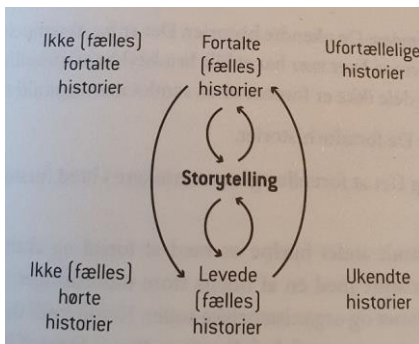 Ikke (fælles)
fortalte
historier
Fortalte
(fælles)
historier
Ufortællelige
historier
Storytelling
Ikke (fælles)
hørte
historier
Levede
(fælles)
historier
Ukendte
historier